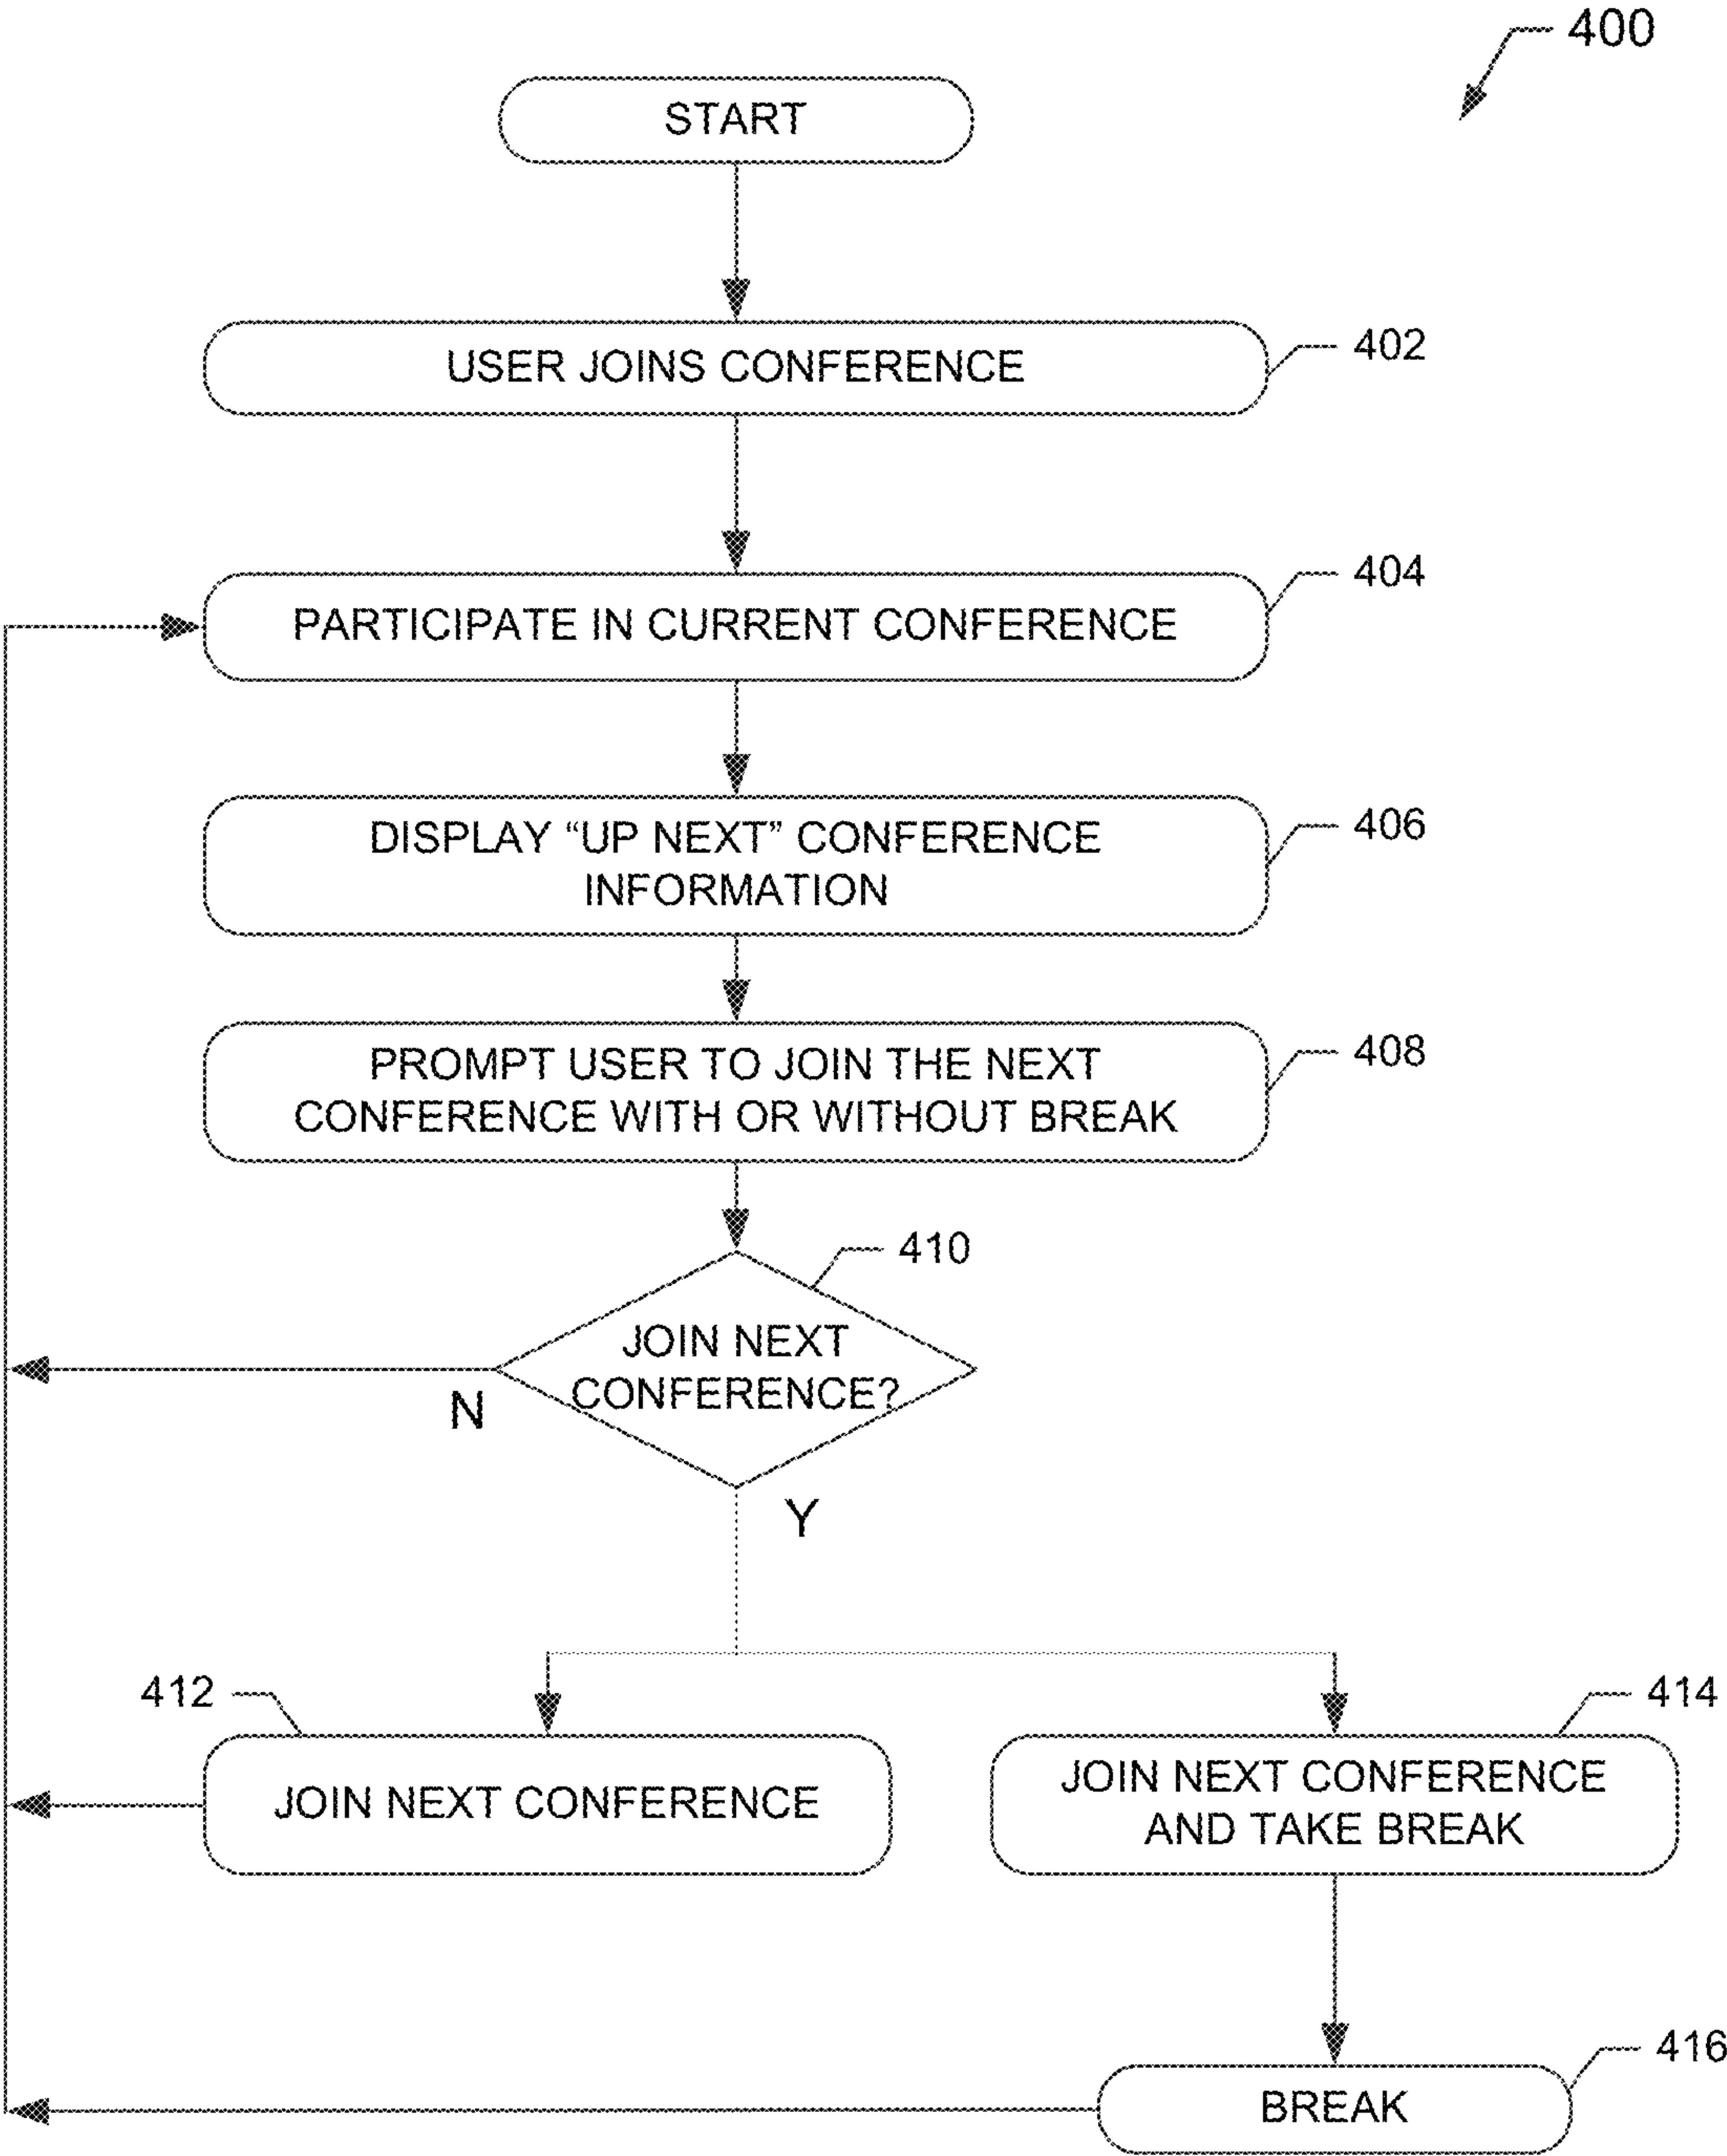 400
START
USER JOINS CONFERENCE
402
PARTICIPATE IN CURRENT CONFERENCE
404
DISPLAY “UP NEXT” CONFERENCE
INFORMATION
406
PROMPT USER TO JOIN THE NEXT
CONFERENCE WITH OR WITHOUT BREAK
408
410
JOIN NEXT
CONFERENCE?
N
Y
412
JOIN NEXT CONFERENCE
414
JOIN NEXT CONFERENCE
AND TAKE BREAK
416
BREAK